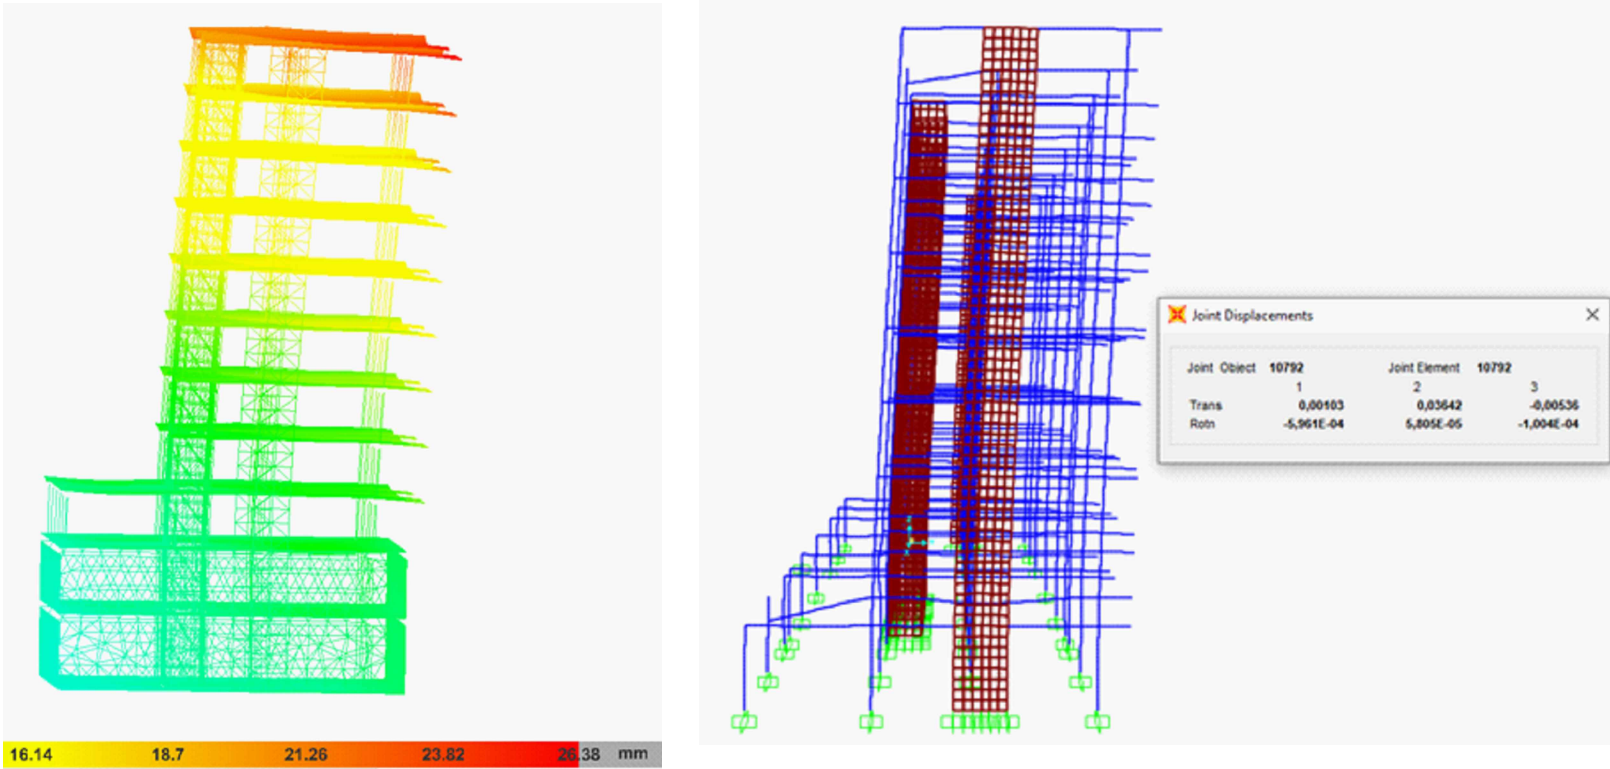 16.14 18.7 21.26 23.82 26.38 mm
Joint Displacements
Joint Object 10792 Joint Element 10792
1 2 3
Trans 0,00103 0,03642 -0,00536
Rotn -5,961E-04 5,805E-05 -1,004E-04